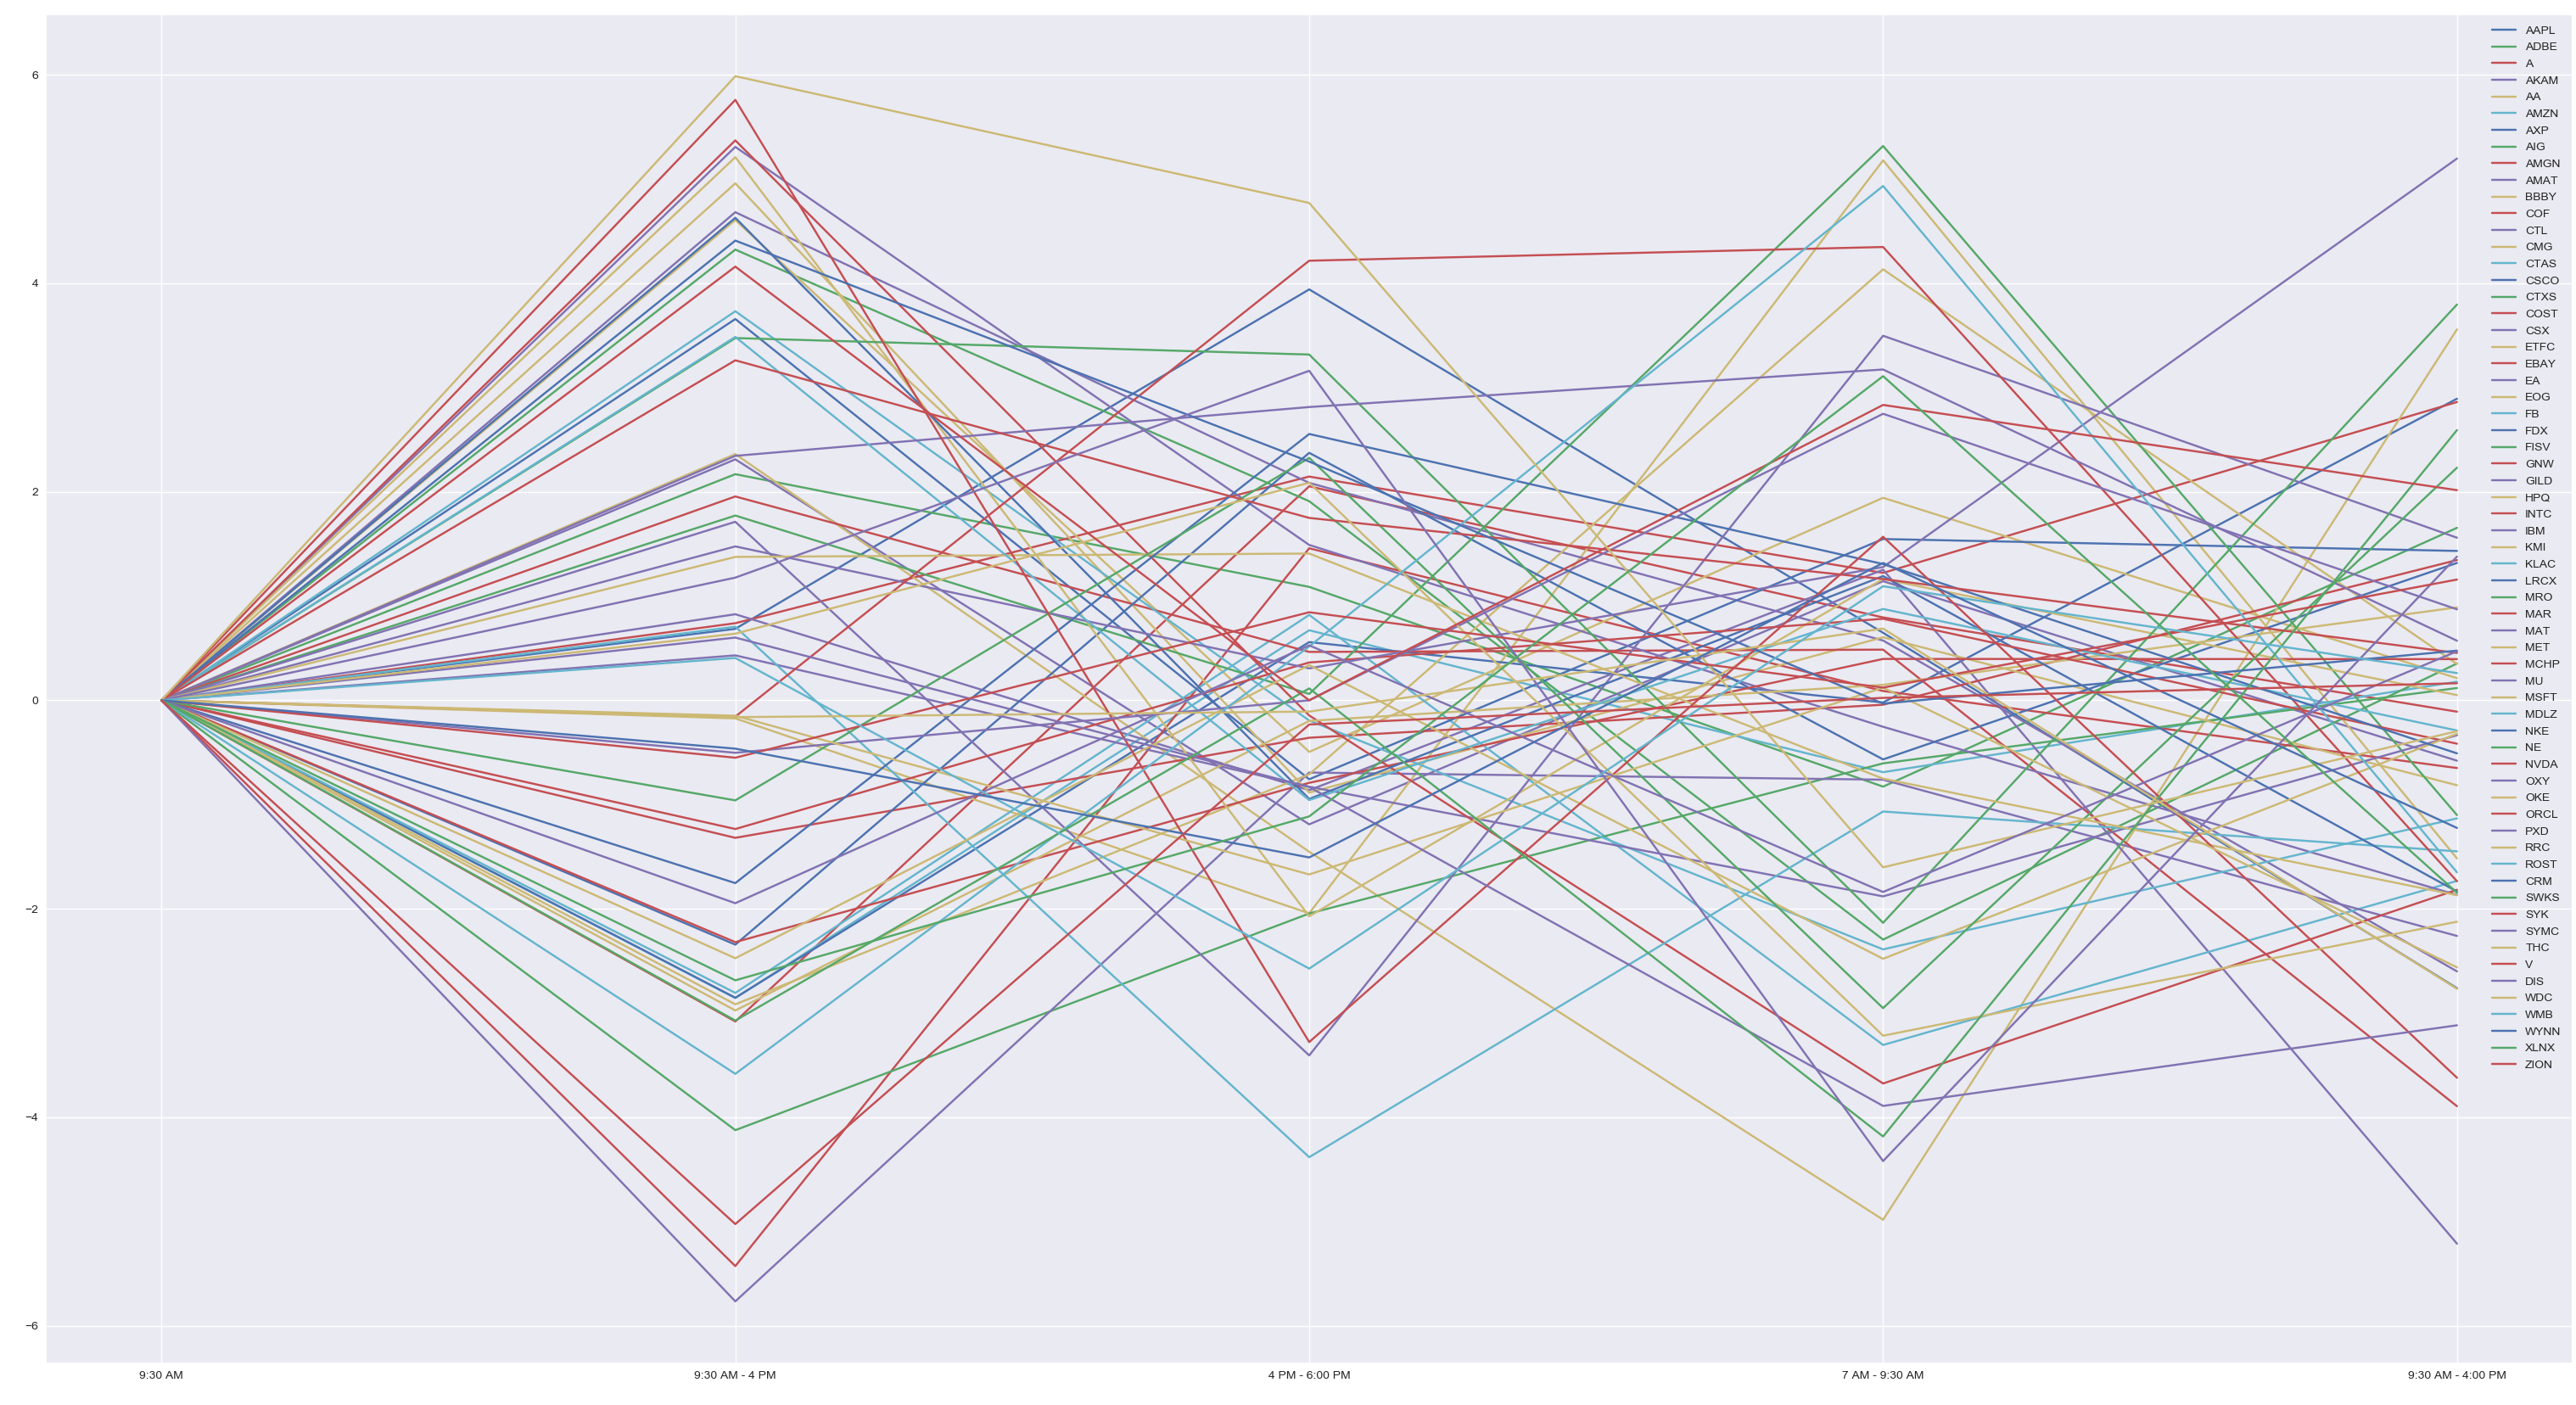 6
4
2
0
−2
−4
−6
9:30 AM
9:30 AM - 4 PM
4 PM - 6:00 PM
7 AM - 9:30 AM
9:30 AM - 4:00 PM
AAPL
ADBE
A
AKAM
AA
AMZN
AXP
AIG
AMGN
AMAT
BBBY
COF
CTL
CMG
CTAS
CSCO
CTXS
COST
CSX
ETFC
EBAY
EA
EOG
FB
FDX
FISV
GNW
GILD
HPQ
INTC
IBM
KMI
KLAC
LRCX
MRO
MAR
MAT
MET
MCHP
MU
MSFT
MDLZ
NKE
NE
NVDA
OXY
OKE
ORCL
PXD
RRC
ROST
CRM
SWKS
SYK
SYMC
THC
V
DIS
WDC
WMB
WYNN
XLNX
ZION